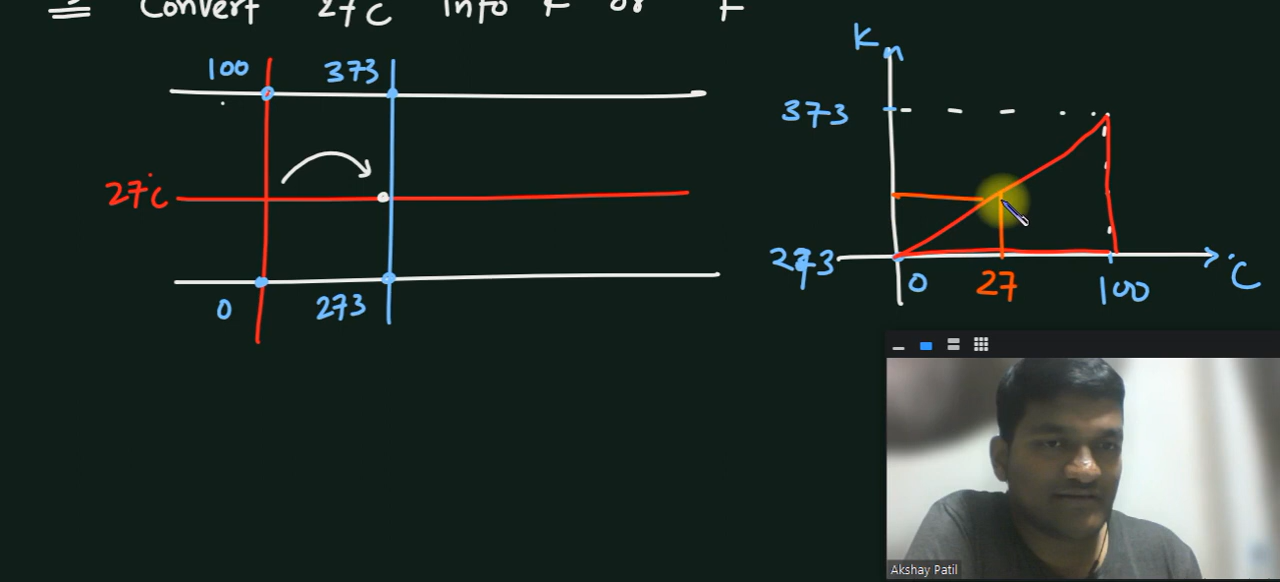 Convert 27°C into K or °F
100 373
27°C
0 273
K
373
273
0 27 100 °C
Akshay Patil